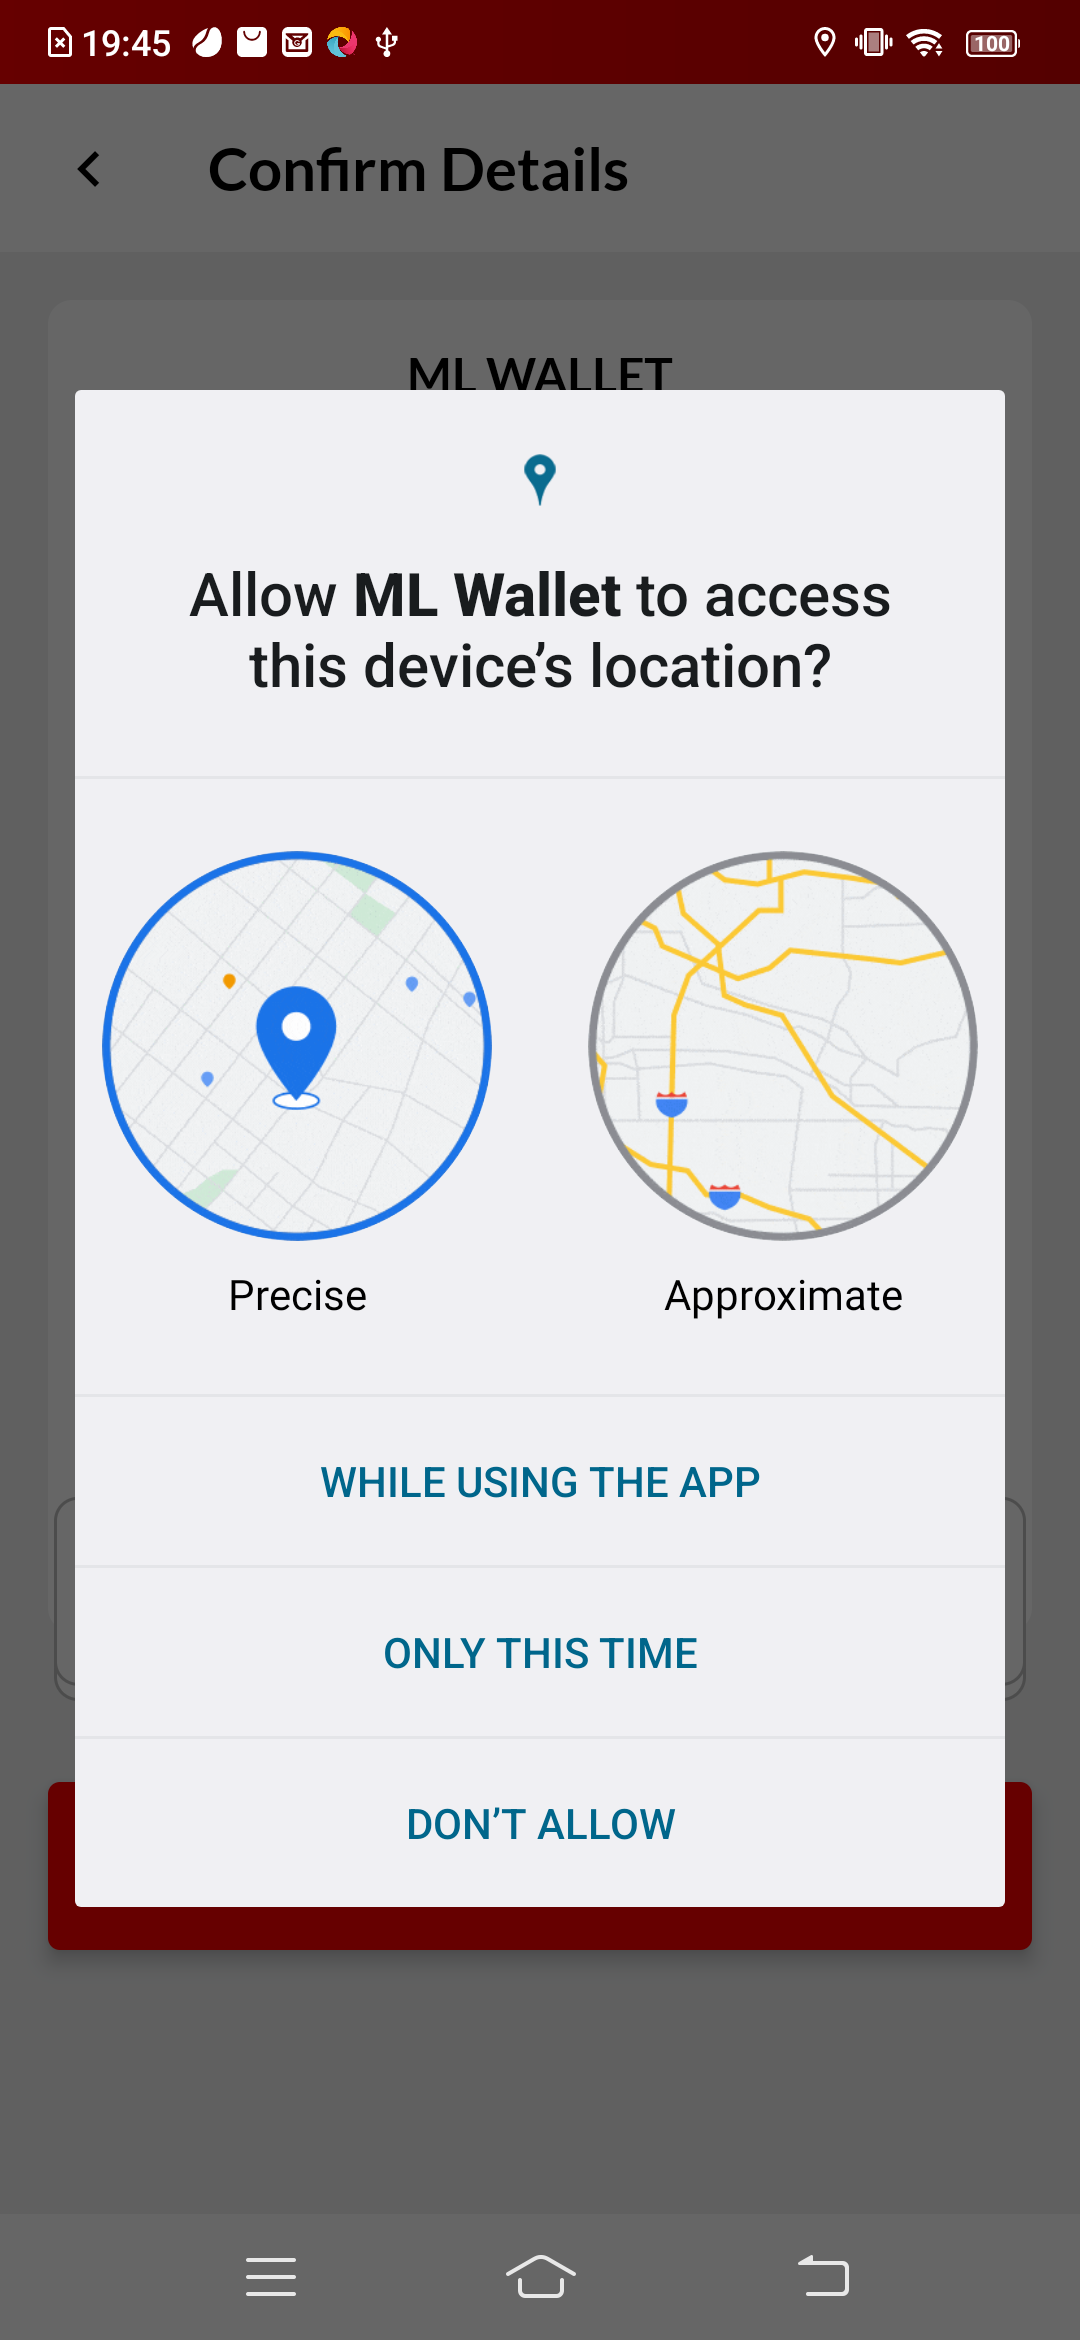 19:45
100
Confirm Details
ML WALLET
Allow ML Wallet to access
this device’s location?
Precise
Approximate
WHILE USING THE APP
ONLY THIS TIME
DON’T ALLOW